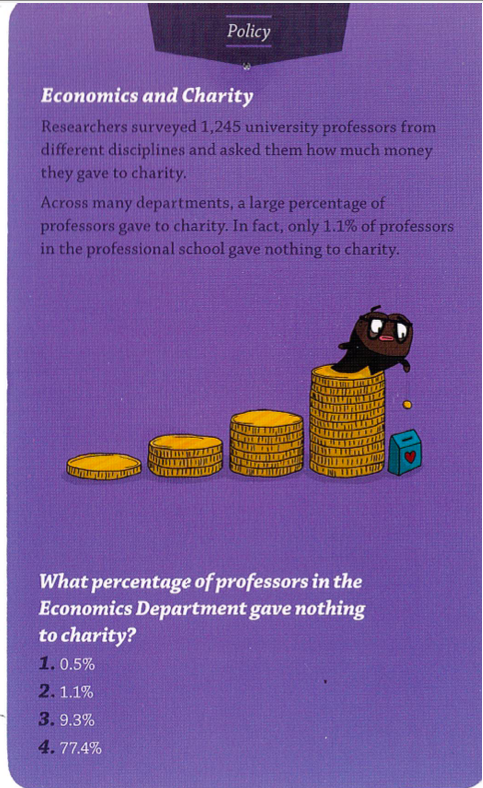 Policy
Economics and Charity
Researchers surveyed 1,245 university professors from
different disciplines and asked them how much money
they gave to charity.
Across many departments, a large percentage of
professors gave to charity. In fact, only 1.1% of professors
in the professional school gave nothing to charity.
What percentage of professors in the
Economics Department gave nothing
to charity?
1. 0.5%
2. 1.1%
3. 9.3%
4. 77.4%